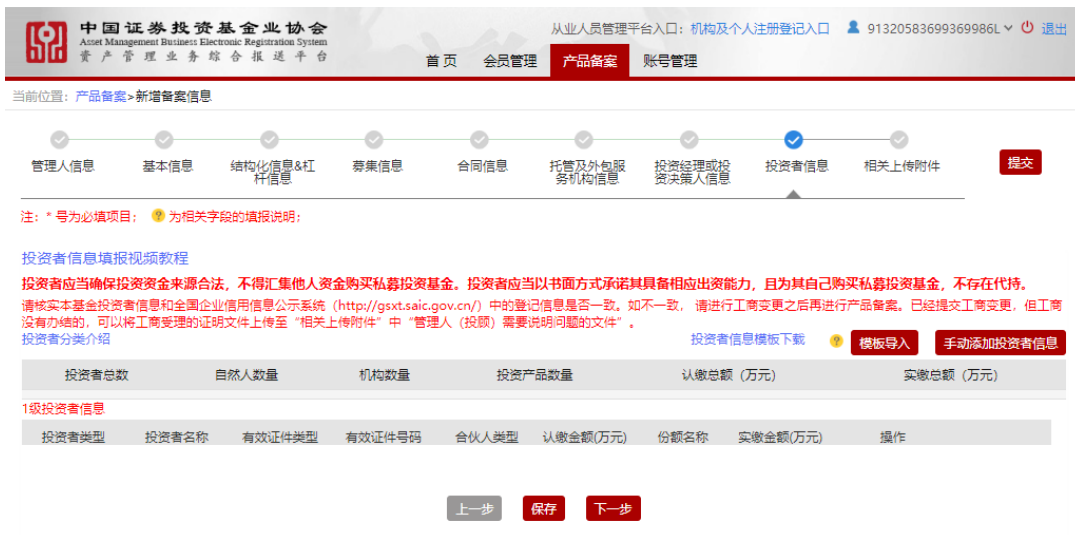 中国证券投资基金业协会
Asset Management Business Electronic Registration System
资产管理业务综合报送平台
从业人员管理平台入口：机构及个人注册登记入口 91320583699369986L 退出
首页 会员管理 产品备案 账号管理
当前位置：产品备案>新增备案信息
管理人信息 基本信息 结构化信息&杠杆信息 募集信息 合同信息 托管及外包服务机构信息 投资经理或投资决策人信息 投资者信息 相关上传附件 提交
注：* 号为必填项目； ? 为相关字段的填报说明；
投资者信息填报视频教程
投资者应当确保投资资金来源合法，不得汇集他人资金购买私募投资基金。投资者应当以书面方式承诺其具备相应出资能力，且为其自己购买私募投资基金，不存在代持。
请核实本基金投资者信息和全国企业信用信息公示系统（http://gsxt.saic.gov.cn/）中的登记信息是否一致。如不一致， 请进行工商变更之后再进行产品备案。已经提交工商变更，但工商
没有办结的，可以将工商受理的证明文件上传至“相关上传附件”中“管理人（投顾）需要说明问题的文件”。
投资者分类介绍 投资者信息模板下载 ? 模板导入 手动添加投资者信息
投资者总数 自然人数量 机构数量 投资产品数量 认缴总额（万元） 实缴总额（万元）
1级投资者信息
投资者类型 投资者名称 有效证件类型 有效证件号码 合伙人类型 认缴金额(万元) 份额名称 实缴金额(万元) 操作
上一步 保存 下一步